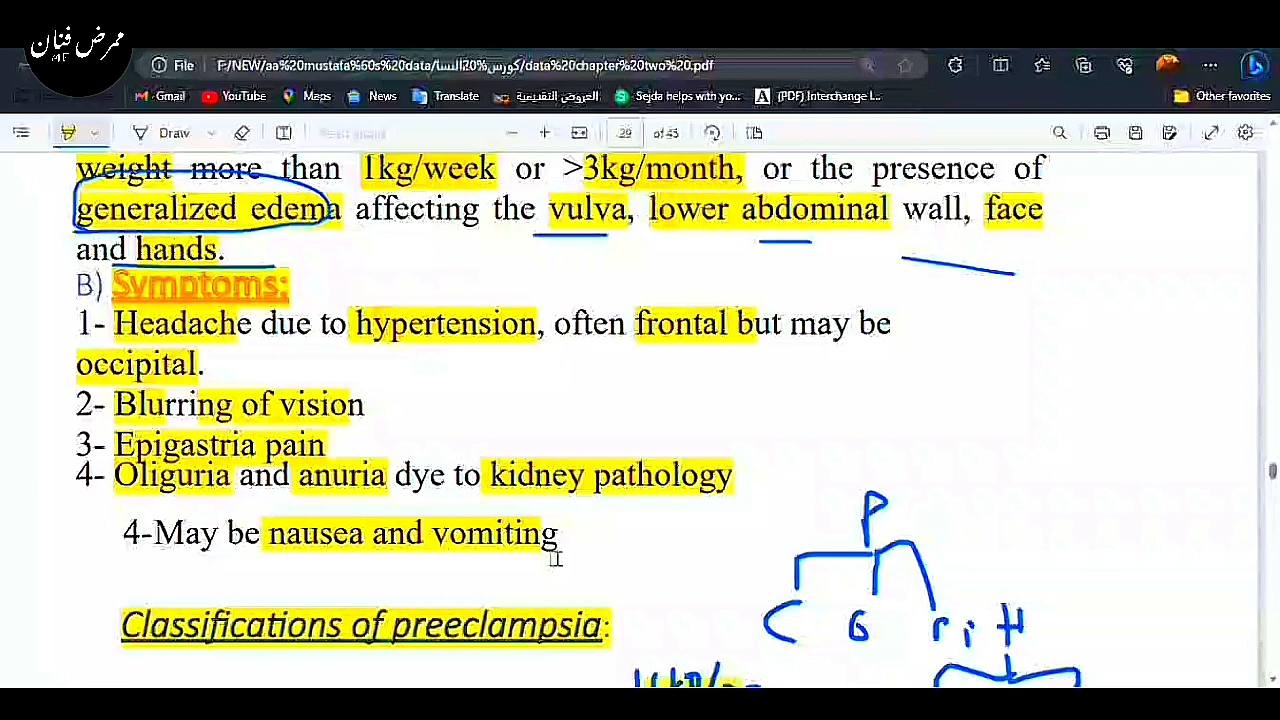 ممرض فنان
MF
File F:/NEW/aa%20mustafa%60s%20data/كورس%20النسا/data%20chapter%20two%20.pdf
Gmail YouTube Maps News Translate العروض التقديمية Sejda helps with yo... (PDF) Interchange I... Other favorites
Draw 29 of 45
weight more than 1kg/week or >3kg/month, or the presence of
generalized edema affecting the vulva, lower abdominal wall, face
and hands.
B) Symptoms:
1- Headache due to hypertension, often frontal but may be
occipital.
2- Blurring of vision
3- Epigastria pain
4- Oliguria and anuria dye to kidney pathology
4-May be nausea and vomiting
P
Classifications of preeclampsia:
C G r i H